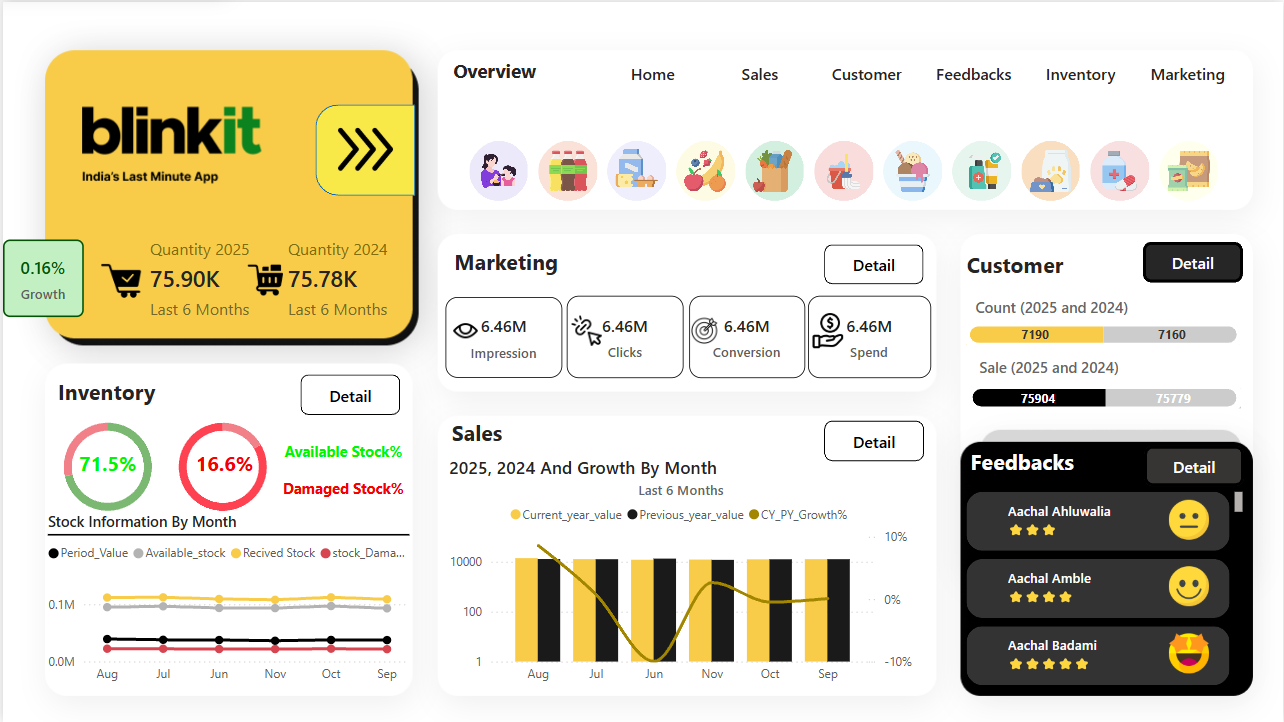 blinkit
India's Last Minute App
Quantity 2025
75.90K
Last 6 Months
Quantity 2024
75.78K
Last 6 Months
0.16%
Growth
Overview
Home
Sales
Customer
Feedbacks
Inventory
Marketing
Marketing
Detail
6.46M
Impression
6.46M
Clicks
6.46M
Conversion
6.46M
Spend
Customer
Detail
Count (2025 and 2024)
7190
7160
Sale (2025 and 2024)
75904
75779
Inventory
Detail
71.5%
16.6%
Available Stock%
Damaged Stock%
Stock Information By Month
Period_Value
Available_stock
Recived Stock
stock_Dama...
0.1M
0.0M
Aug
Jul
Jun
Nov
Oct
Sep
Sales
Detail
2025, 2024 And Growth By Month
Last 6 Months
Current_year_value
Previous_year_value
CY_PY_Growth%
10000
100
1
10%
0%
-10%
Aug
Jul
Jun
Nov
Oct
Sep
Feedbacks
Detail
Aachal Ahluwalia
Aachal Amble
Aachal Badami